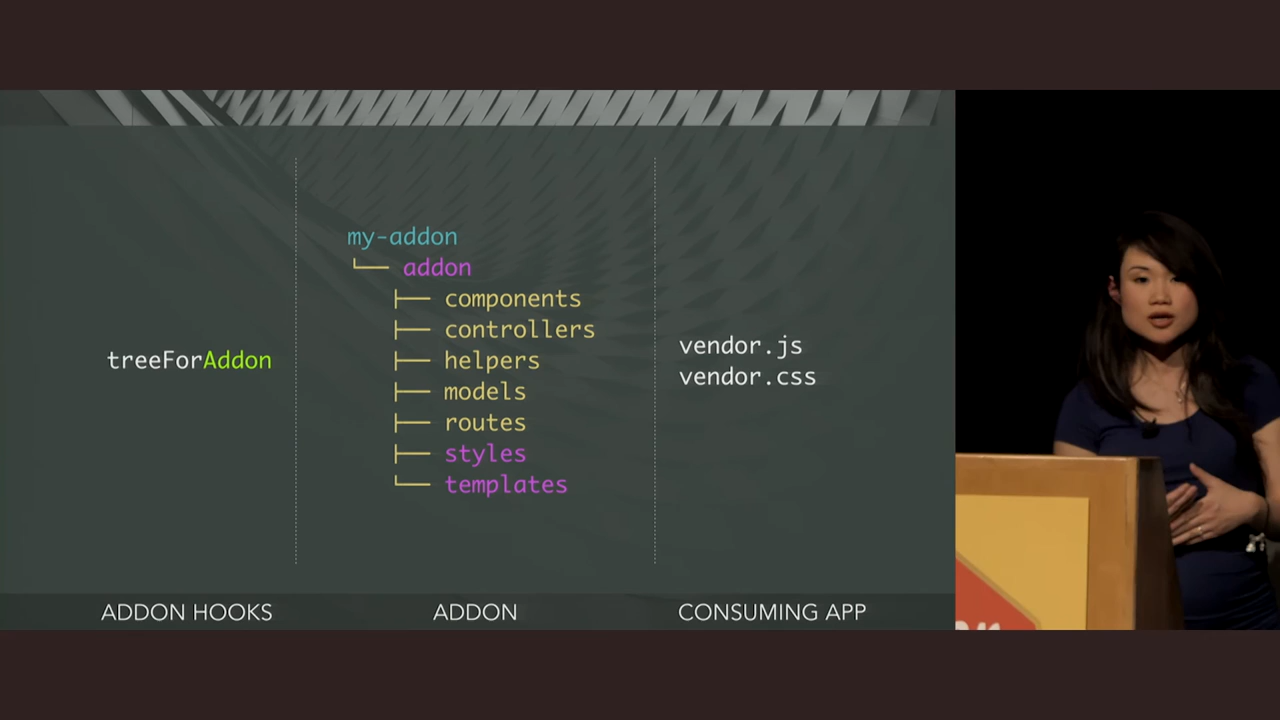 treeForAddon
my-addon
└── addon
├── components
├── controllers
├── helpers
├── models
├── routes
├── styles
└── templates
vendor.js
vendor.css
ADDON HOOKS
ADDON
CONSUMING APP